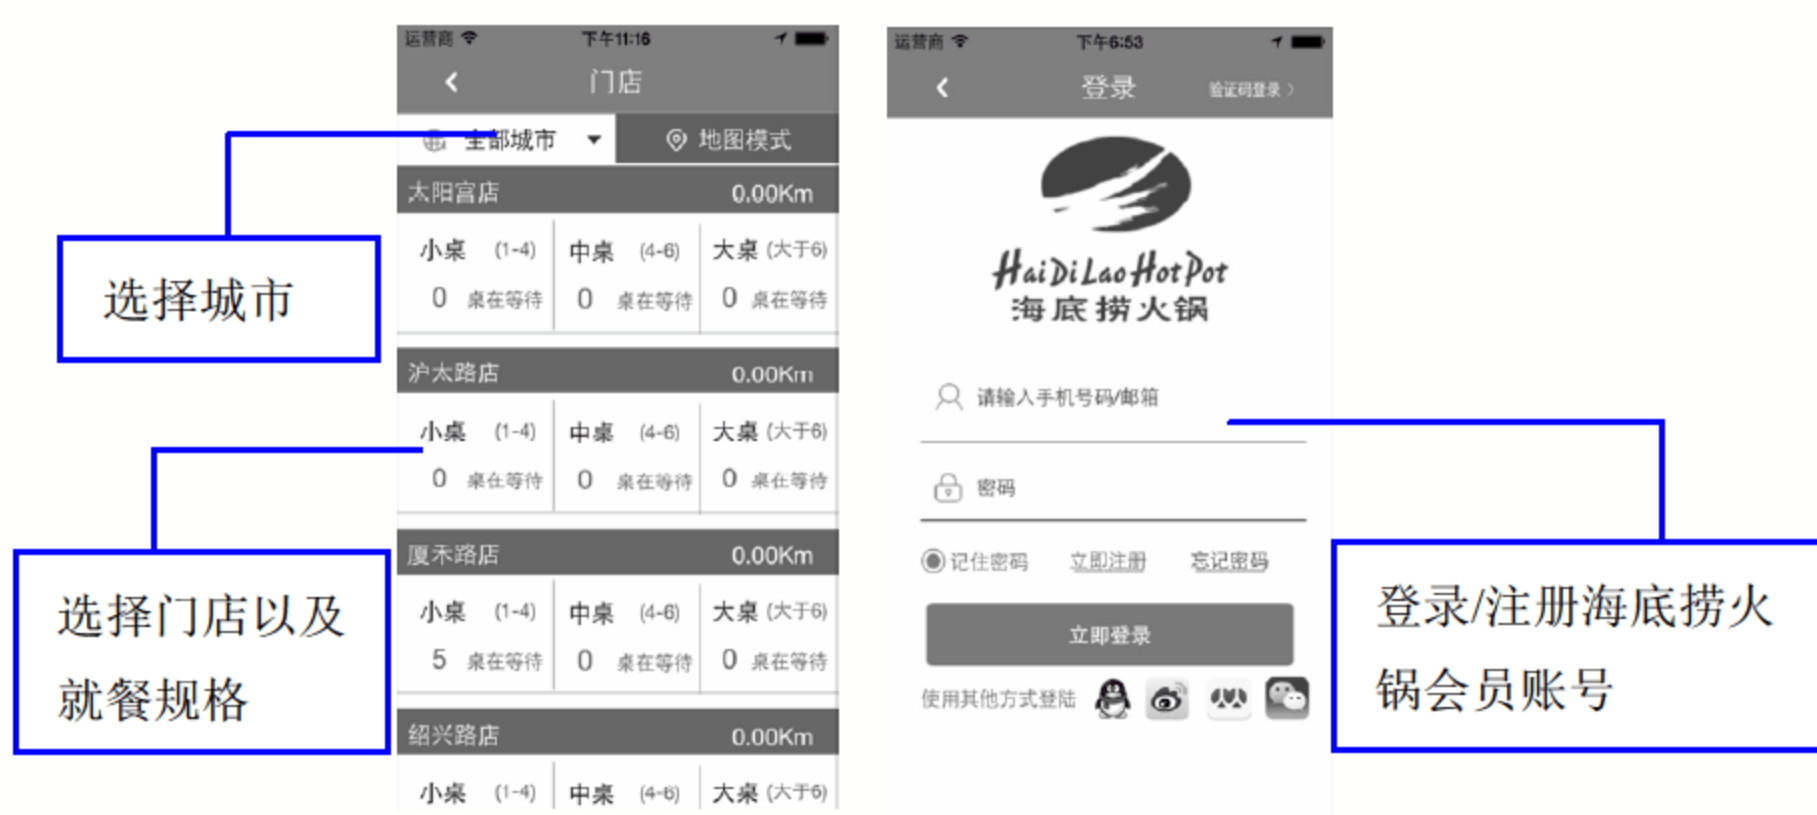 运营商 下午11:16
门店
全部城市 地图模式
太阳宫店 0.00Km
小桌 (1-4) 中桌 (4-6) 大桌 (大于6)
0 桌在等待 0 桌在等待 0 桌在等待
沪太路店 0.00Km
小桌 (1-4) 中桌 (4-6) 大桌 (大于6)
0 桌在等待 0 桌在等待 0 桌在等待
厦禾路店 0.00Km
小桌 (1-4) 中桌 (4-6) 大桌 (大于6)
5 桌在等待 0 桌在等待 0 桌在等待
绍兴路店 0.00Km
小桌 (1-4) 中桌 (4-6) 大桌 (大于6)
选择城市
选择门店以及
就餐规格
运营商 下午6:53
登录 验证码登录
HaiDiLao HotPot
海底捞火锅
请输入手机号码/邮箱
密码
记住密码 立即注册 忘记密码
立即登录
使用其他方式登陆
登录/注册海底捞火
锅会员账号